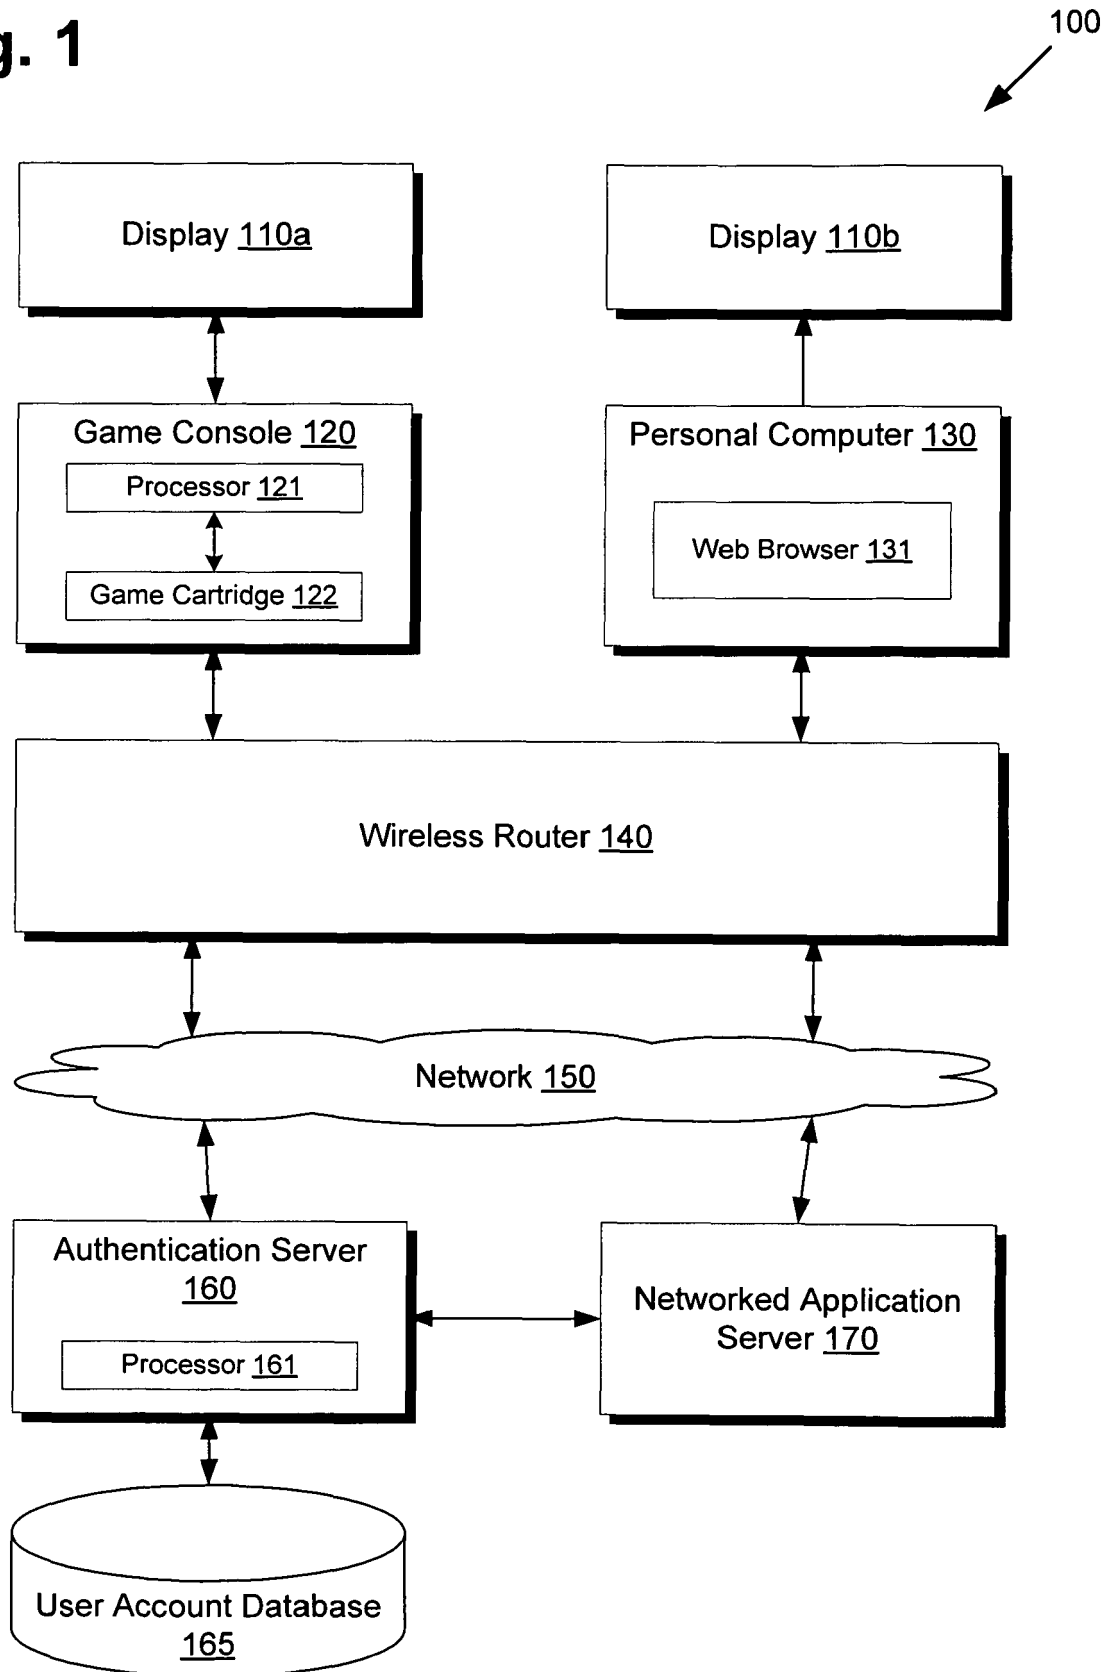 g. 1
100
Display 110a
Display 110b
Game Console 120
Processor 121
Game Cartridge 122
Personal Computer 130
Web Browser 131
Wireless Router 140
Network 150
Authentication Server
160
Processor 161
Networked Application
Server 170
User Account Database
165